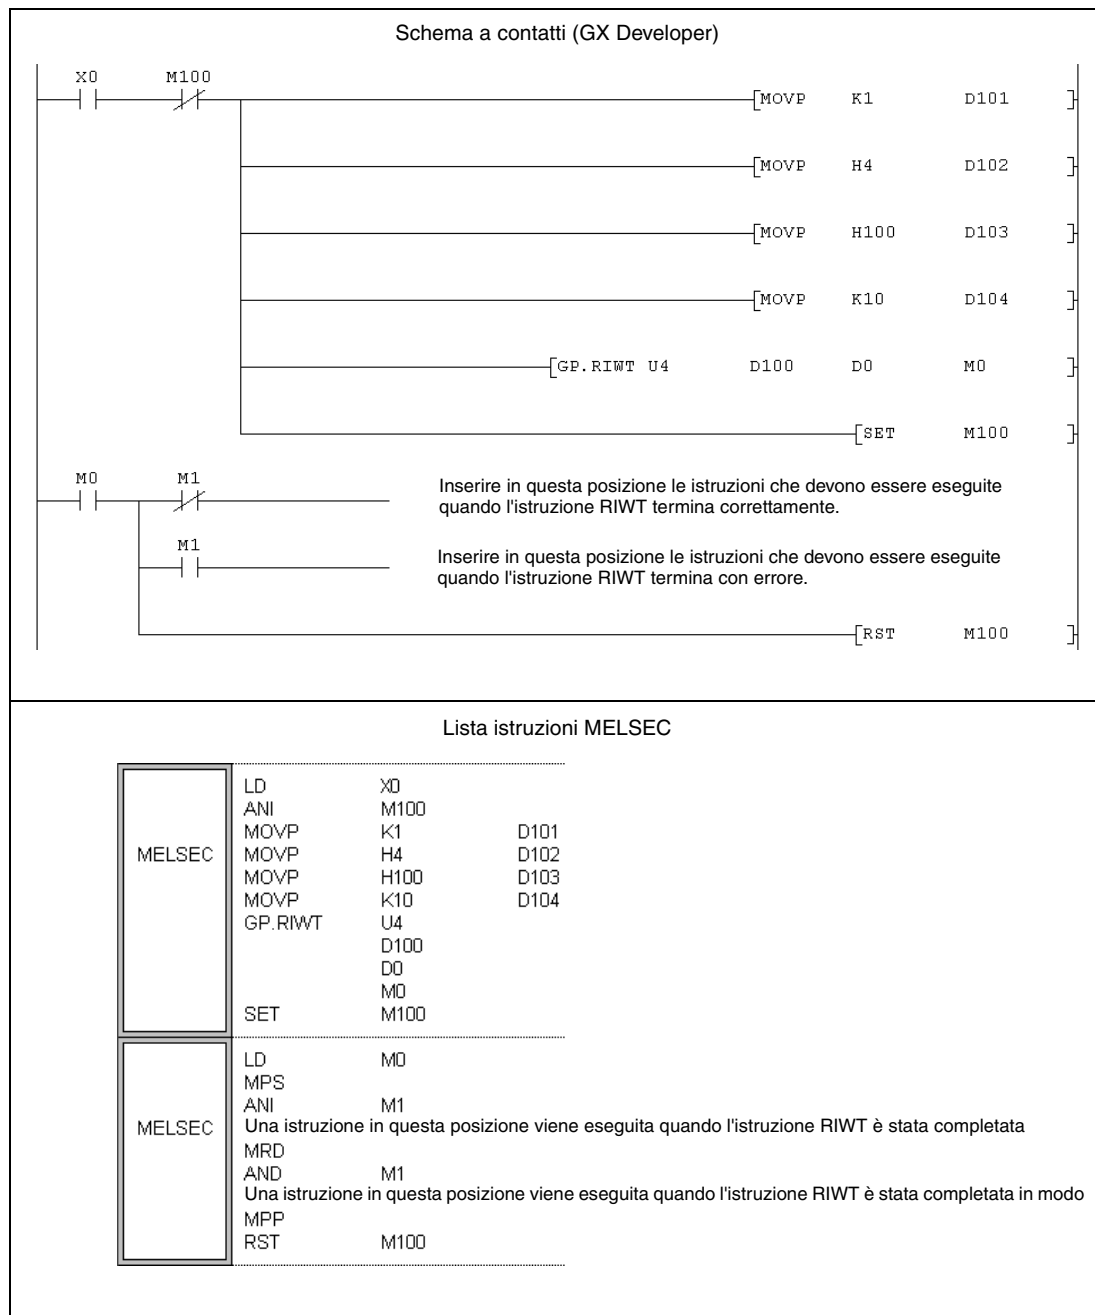 Schema a contatti (GX Developer)
X0 M100
MOVP K1 D101
MOVP H4 D102
MOVP H100 D103
MOVP K10 D104
GP.RIWT U4 D100 D0 M0
SET M100
M0 M1
Inserire in questa posizione le istruzioni che devono essere eseguite
quando l'istruzione RIWT termina correttamente.
M1
Inserire in questa posizione le istruzioni che devono essere eseguite
quando l'istruzione RIWT termina con errore.
RST M100
Lista istruzioni MELSEC
MELSEC
LD X0
ANI M100
MOVP K1 D101
MOVP H4 D102
MOVP H100 D103
MOVP K10 D104
GP.RIWT U4
D100
D0
M0
SET M100
MELSEC
LD M0
MPS
ANI M1
Una istruzione in questa posizione viene eseguita quando l'istruzione RIWT è stata completata
MRD
AND M1
Una istruzione in questa posizione viene eseguita quando l'istruzione RIWT è stata completata in modo
MPP
RST M100